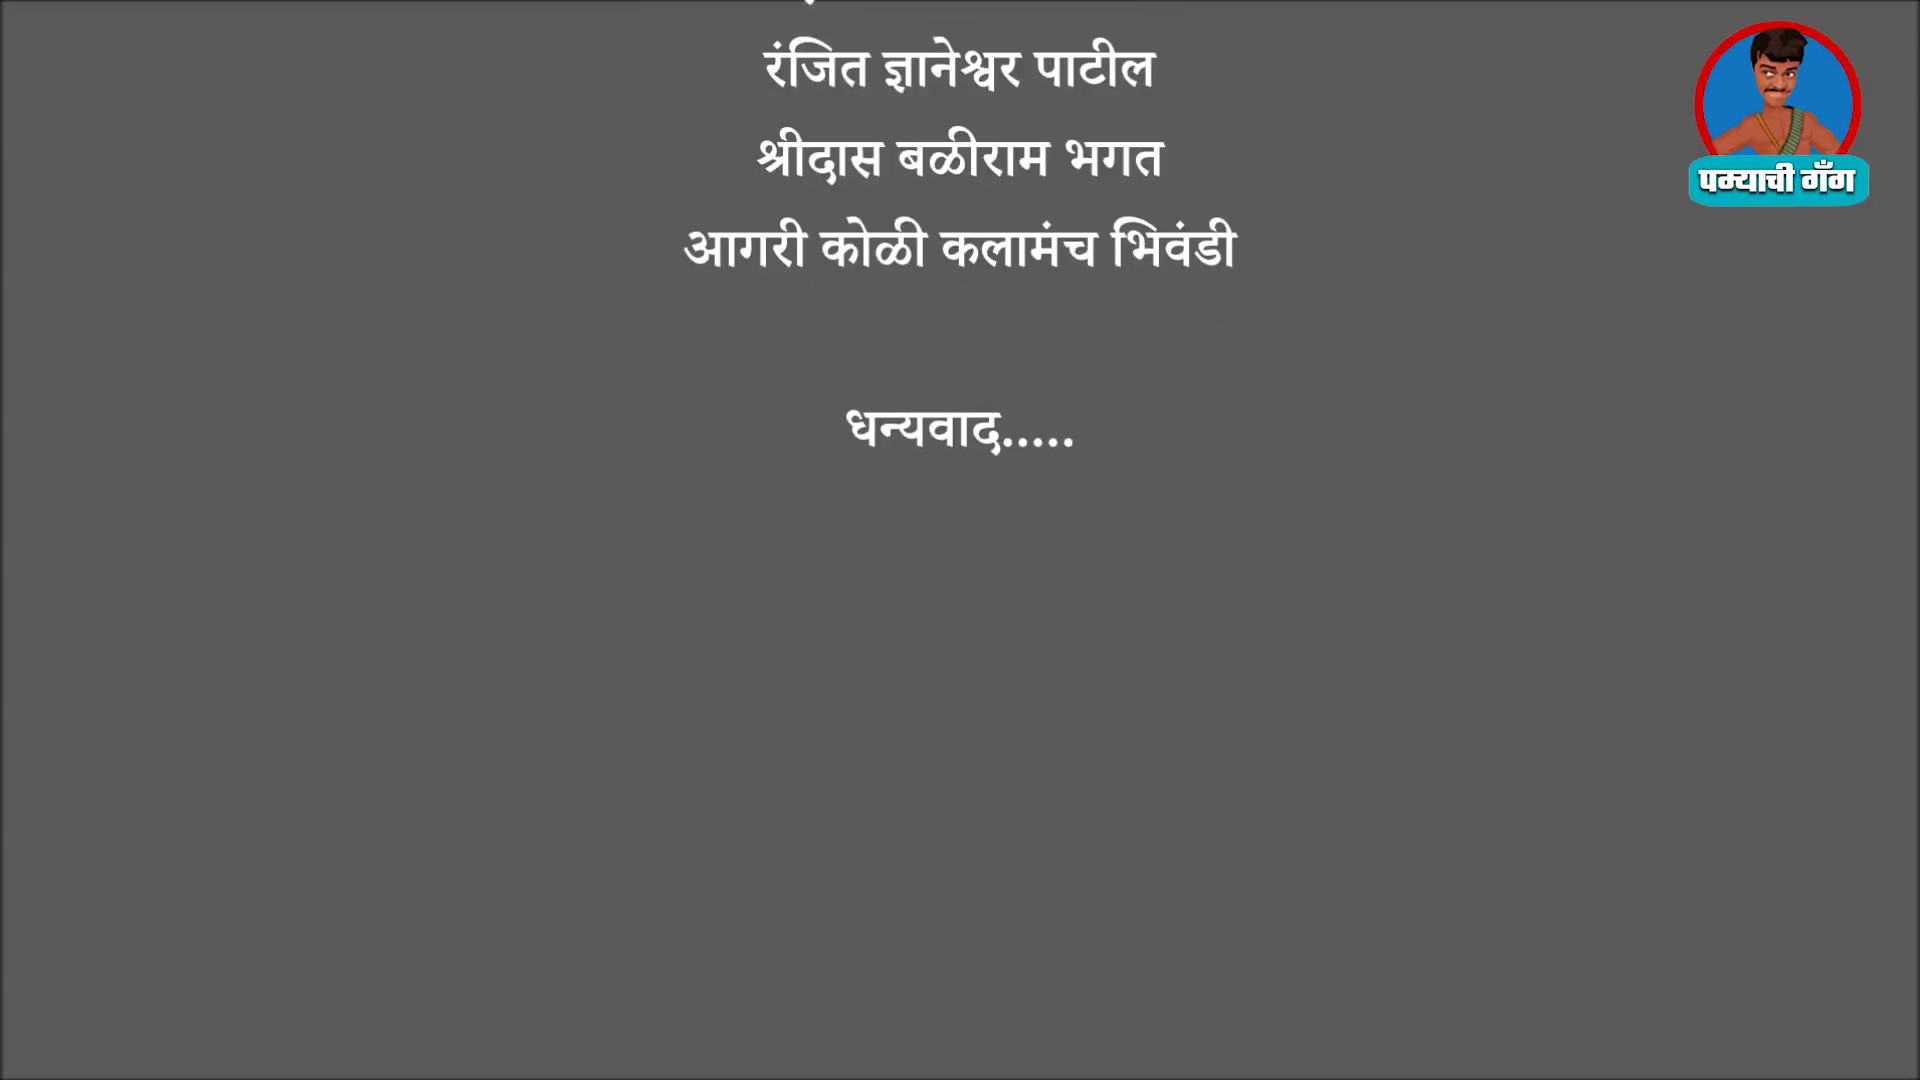 रंजित ज्ञानेश्वर पाटील
श्रीदास बळीराम भगत
आगरी कोळी कलामंच भिवंडी
धन्यवाद.....
पम्याची गँग